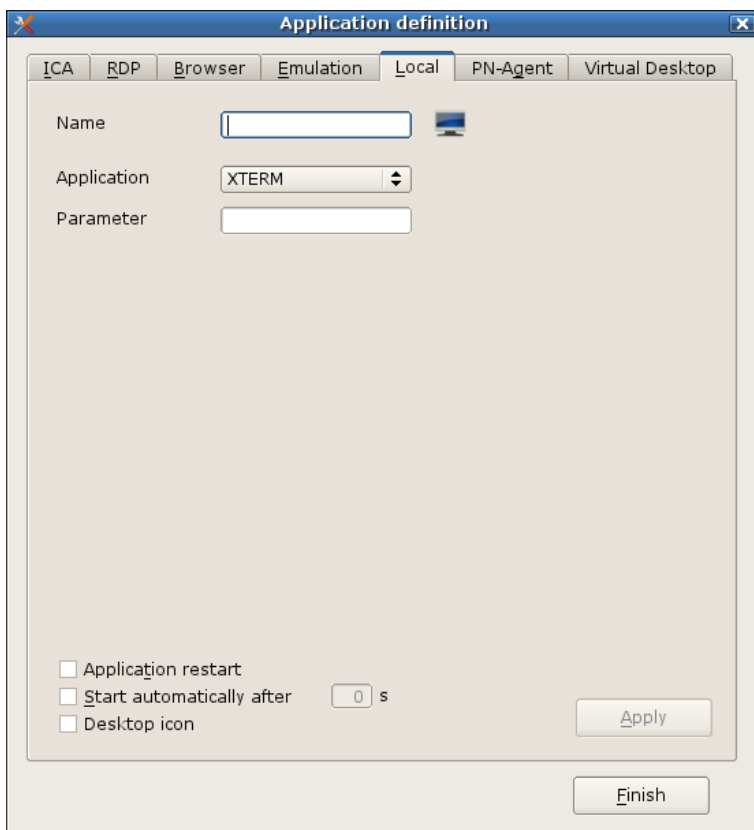 Application definition
ICA RDP Browser Emulation Local PN-Agent Virtual Desktop
Name
Application XTERM
Parameter
Application restart
Start automatically after 0 s
Desktop icon
Apply
Finish